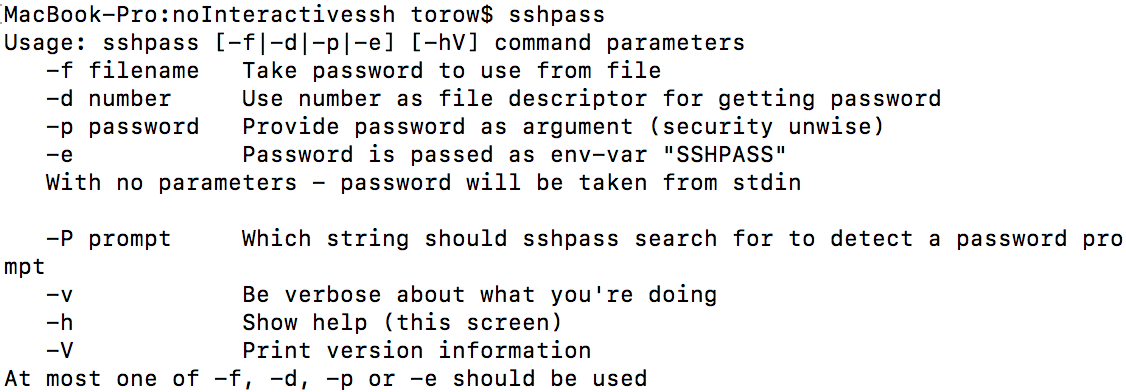 MacBook-Pro:noInteractivessh torow$ sshpass
Usage: sshpass [-f|-d|-p|-e] [-hV] command parameters
   -f filename   Take password to use from file
   -d number     Use number as file descriptor for getting password
   -p password   Provide password as argument (security unwise)
   -e            Password is passed as env-var "SSHPASS"
   With no parameters - password will be taken from stdin

   -P prompt     Which string should sshpass search for to detect a password pro
mpt
   -v            Be verbose about what you're doing
   -h            Show help (this screen)
   -V            Print version information
At most one of -f, -d, -p or -e should be used